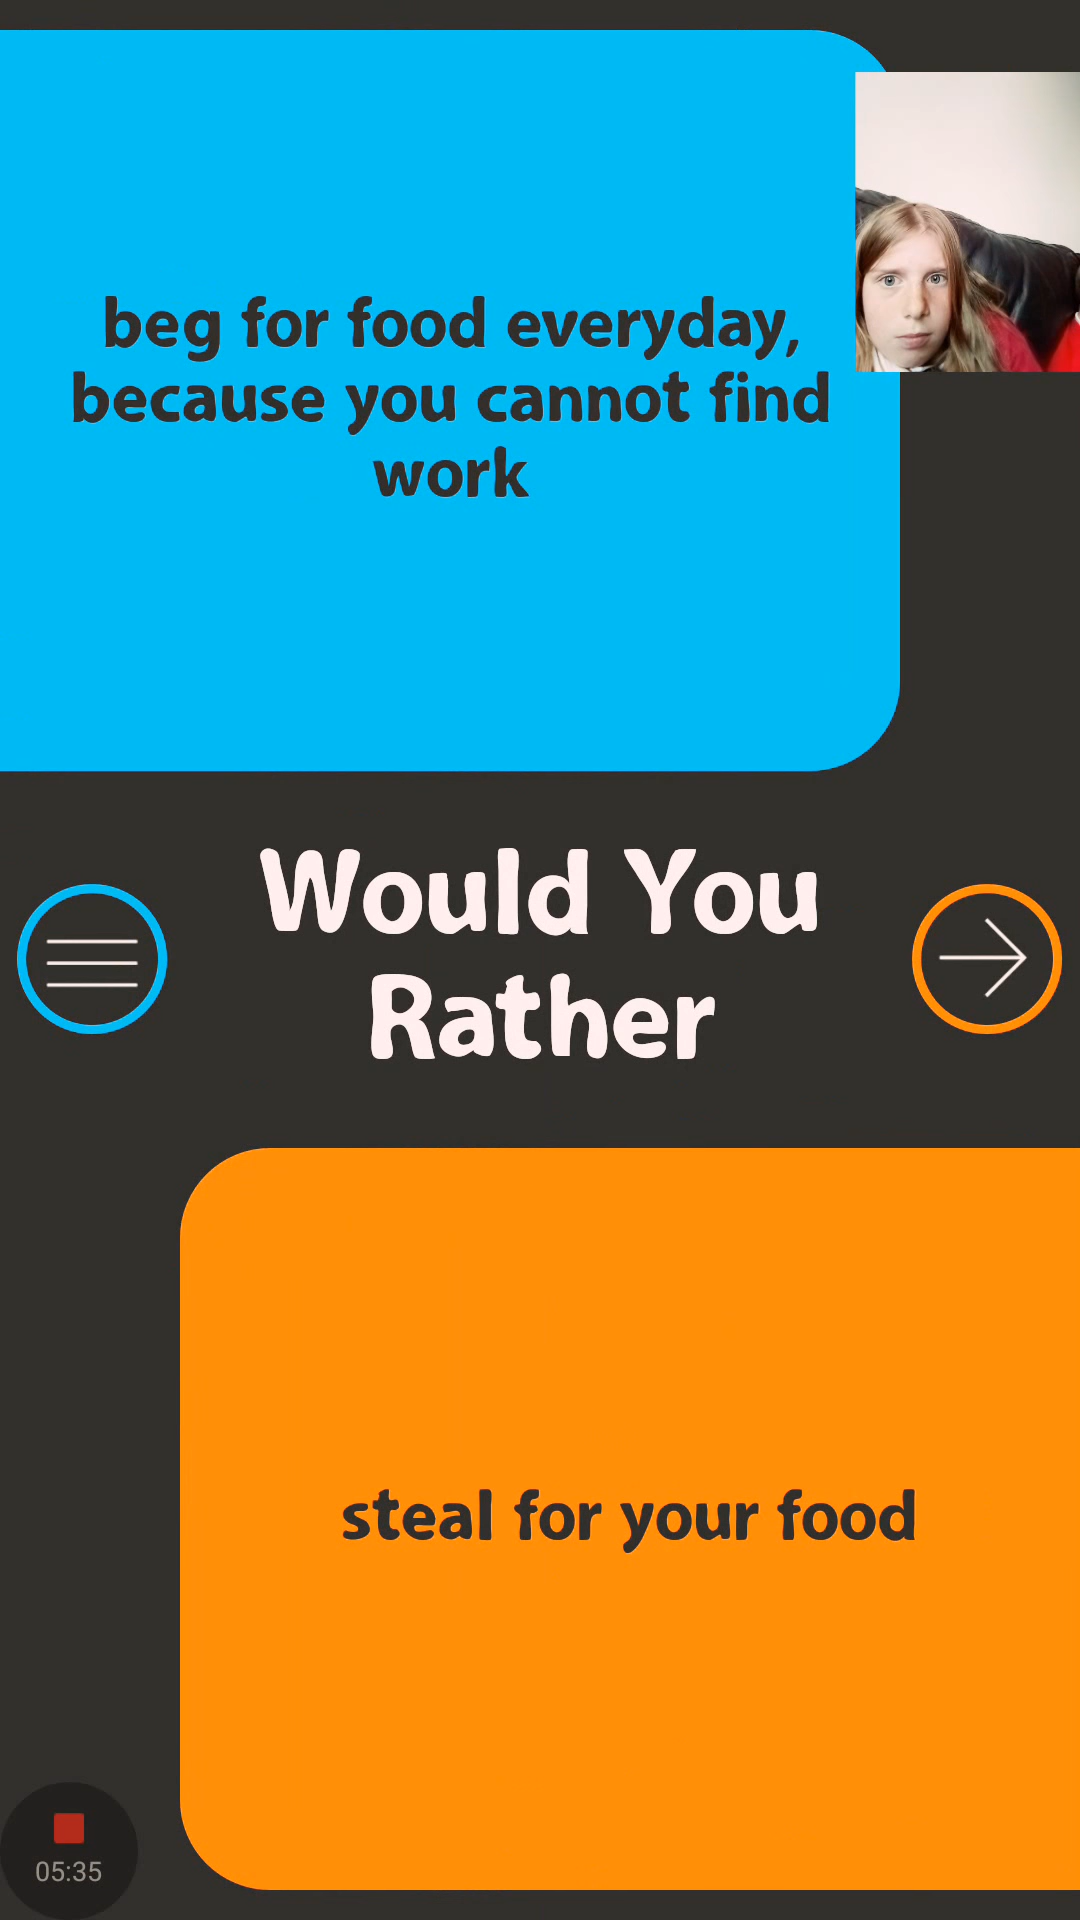 beg for food everyday,
because you cannot find
work
Would You
Rather
steal for your food
05:35